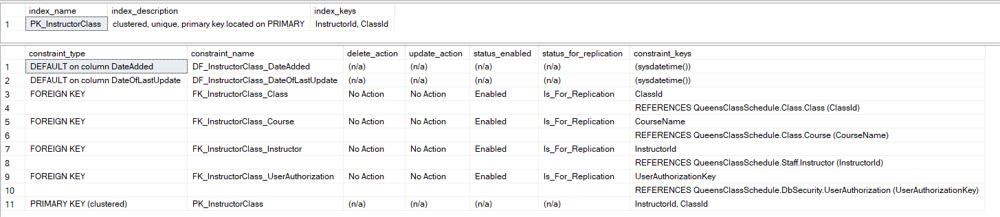 index_name index_description index_keys
1 PK_InstructorClass clustered, unique, primary key located on PRIMARY InstructorId, ClassId
constraint_type constraint_name delete_action update_action status_enabled status_for_replication constraint_keys
1 DEFAULT on column DateAdded DF_InstructorClass_DateAdded (n/a) (n/a) (n/a) (n/a) (sysdatetime())
2 DEFAULT on column DateOfLastUpdate DF_InstructorClass_DateOfLastUpdate (n/a) (n/a) (n/a) (n/a) (sysdatetime())
3 FOREIGN KEY FK_InstructorClass_Class No Action No Action Enabled Is_For_Replication ClassId
4 REFERENCES QueensClassSchedule.Class.Class (ClassId)
5 FOREIGN KEY FK_InstructorClass_Course No Action No Action Enabled Is_For_Replication CourseName
6 REFERENCES QueensClassSchedule.Class.Course (CourseName)
7 FOREIGN KEY FK_InstructorClass_Instructor No Action No Action Enabled Is_For_Replication InstructorId
8 REFERENCES QueensClassSchedule.Staff.Instructor (InstructorId)
9 FOREIGN KEY FK_InstructorClass_UserAuthorization No Action No Action Enabled Is_For_Replication UserAuthorizationKey
10 REFERENCES QueensClassSchedule.DbSecurity.UserAuthorization (UserAuthorizationKey)
11 PRIMARY KEY (clustered) PK_InstructorClass (n/a) (n/a) (n/a) (n/a) InstructorId, ClassId